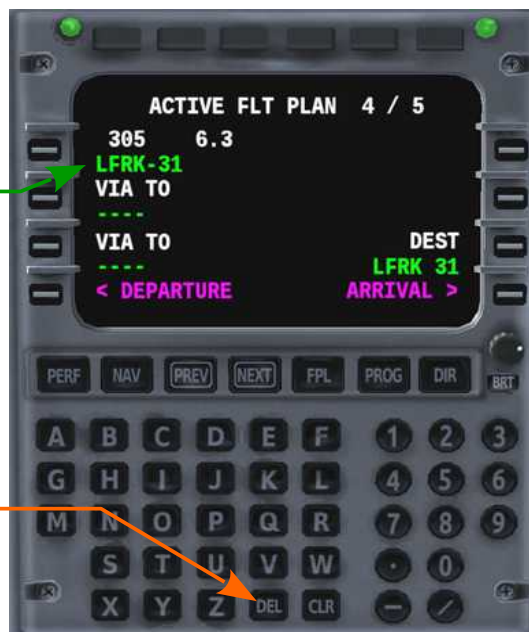 ACTIVE FLT PLAN 4 / 5
305 6.3
LFRK-31
VIA TO
----
VIA TO DEST
---- LFRK 31
< DEPARTURE ARRIVAL >
PERF NAV PREV NEXT FPL PROG DIR BRT
A B C D E F 1 2 3
G H I J K L 4 5 6
M N O P Q R 7 8 9
S T U V W · 0
X Y Z DEL CLR - /